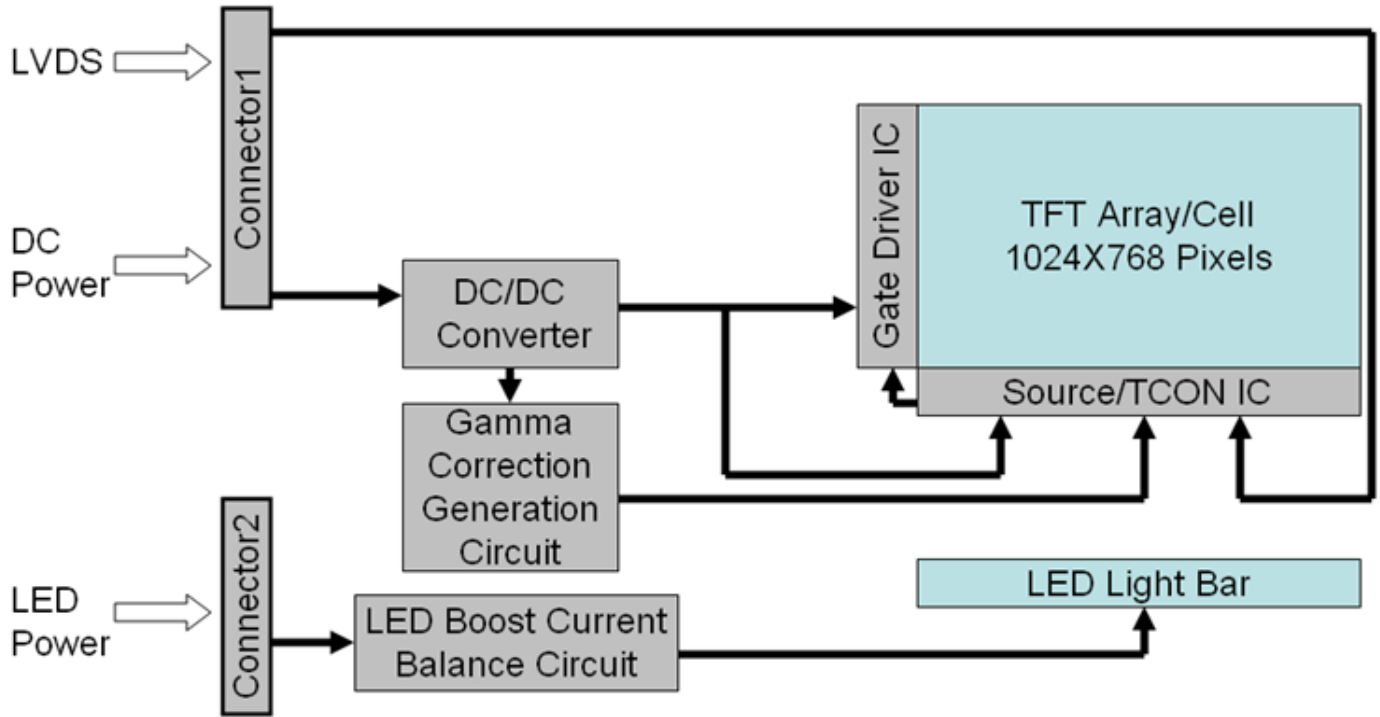 LVDS
Connector1
DC
Power
DC/DC
Converter
Gate Driver IC
TFT Array/Cell
1024X768 Pixels
Source/TCON IC
Gamma
Correction
Generation
Circuit
LED
Power
Connector2
LED Boost Current
Balance Circuit
LED Light Bar